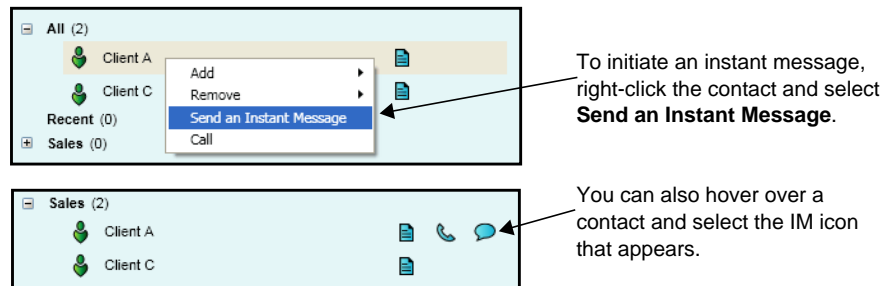 All (2)
Client A
Add
Client C
Remove
Recent (0)
Send an Instant Message
Sales (0)
Call
To initiate an instant message,
right-click the contact and select
Send an Instant Message.
Sales (2)
Client A
Client C
You can also hover over a
contact and select the IM icon
that appears.